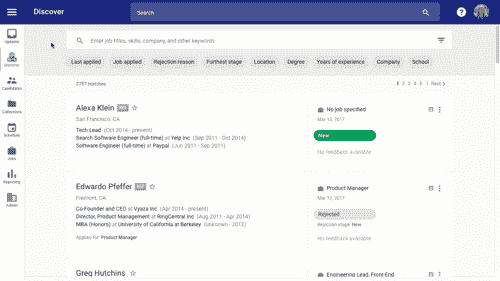 Discover
Search
Updates
Discover
Candidates
Collections
Schedule
Jobs
Reporting
Admin
Enter job titles, skills, company, and other keywords
Last applied
Job applied
Rejection reason
Furthest stage
Location
Degree
Years of experience
Company
School
2757 matches
1 2 3 4 5 Next >
Alexa Klein
San Francisco, CA
Tech Lead (Oct 2014 - present)
Search Software Engineer (full-time) at Yelp Inc (Sep 2011 - Oct 2014)
Software Engineer (full-time) at Paypal (Jun 2011 - Sep 2011)
No job specified
Mar 13, 2017
New
No feedback available
Edwardo Pfeffer
Fremont, CA
Co-Founder and CEO at Vyaza Inc (Apr 2014 - present)
Director, Product Management at RingCentral Inc (Aug 2011 - Apr 2014)
MBA (Honors) at University of California at Berkeley (Unknown - 2012)
Applied for Product Manager
Product Manager
Mar 13, 2017
Rejected
Rejection stage: New
No feedback available
Greg Hutchins
Engineering Lead, Front-End